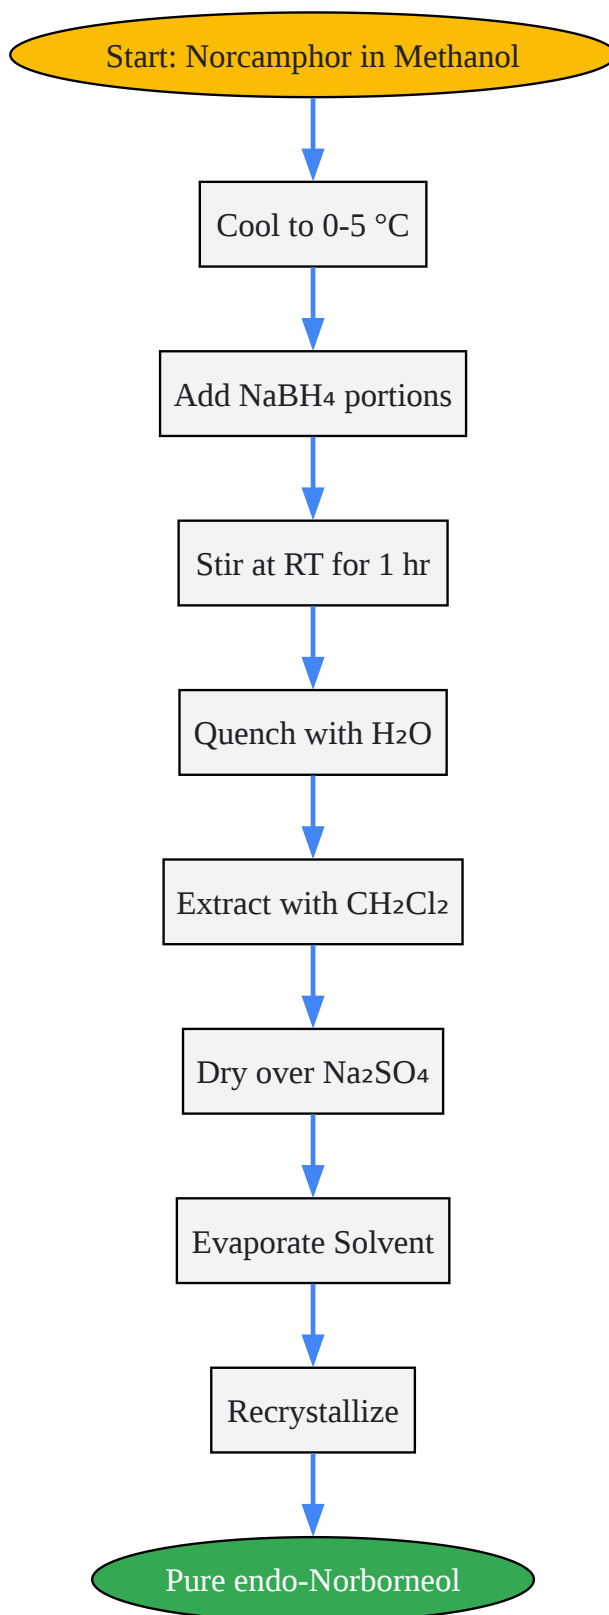 Start: Norcamphor in Methanol
Cool to 0-5 °C
Add NaBH₄ portions
Stir at RT for 1 hr
Quench with H₂O
Extract with CH₂Cl₂
Dry over Na₂SO₄
Evaporate Solvent
Recrystallize
Pure endo-Norborneol